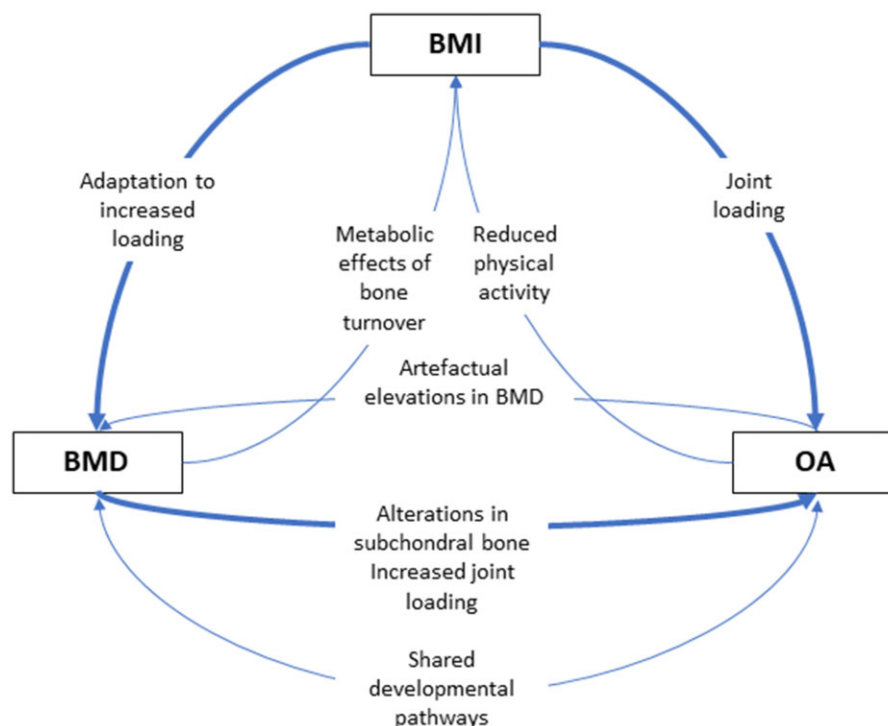 BMI
Adaptation to
increased
loading
Joint
loading
Metabolic
effects of
bone
turnover
Reduced
physical
activity
Artefactual
elevations in BMD
BMD
OA
Alterations in
subchondral bone
Increased joint
loading
Shared
developmental
pathways